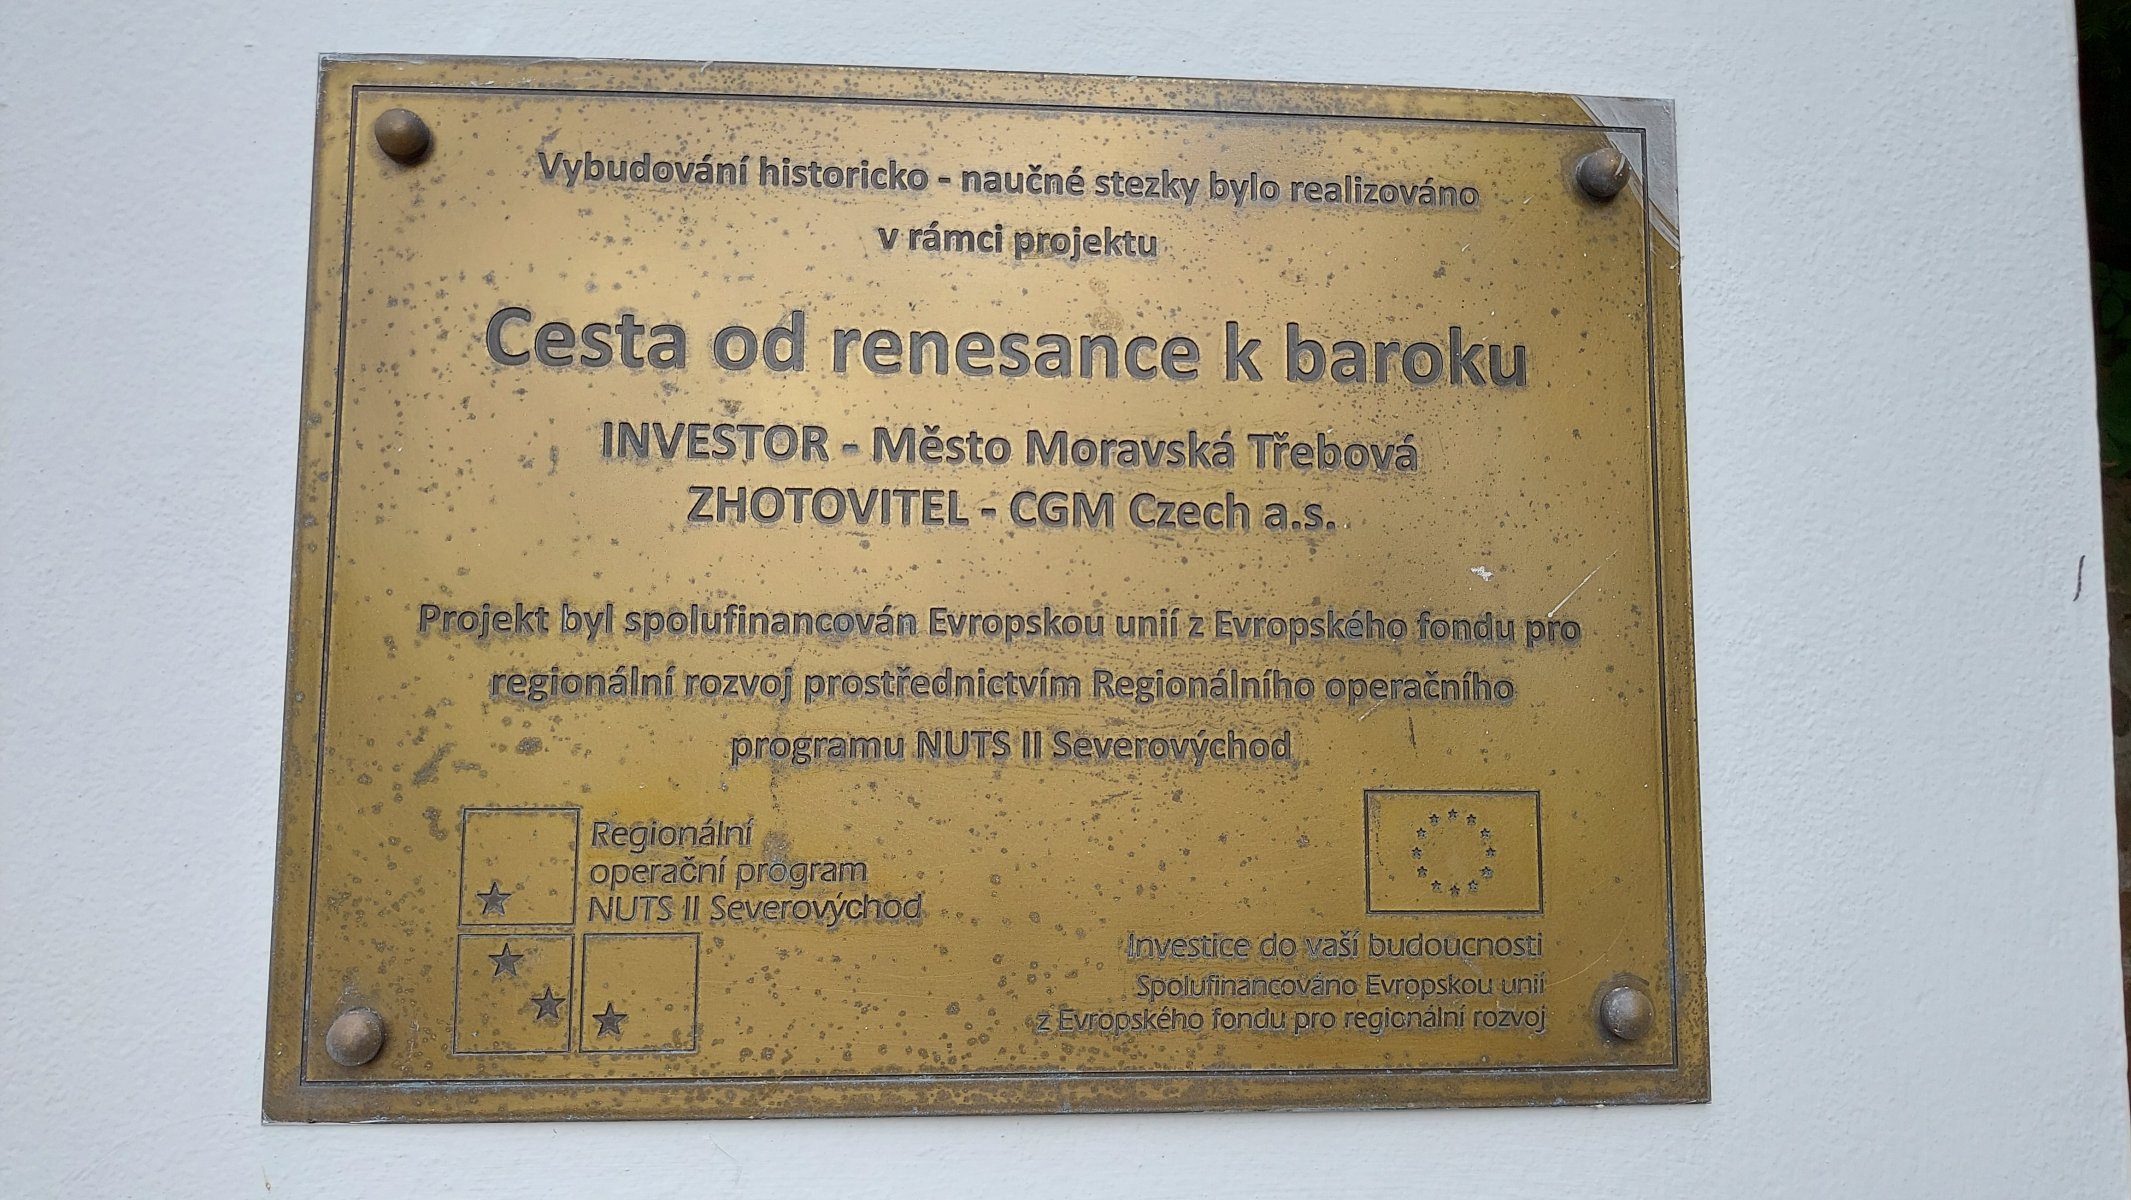 Vybudování historicko - naučné stezky bylo realizováno
v rámci projektu
Cesta od renesance k baroku
INVESTOR - Město Moravská Třebová
ZHOTOVITEL - CGM Czech a.s.
Projekt byl spolufinancován Evropskou unií z Evropského fondu pro
regionální rozvoj prostřednictvím Regionálního operačního
programu NUTS II Severovýchod
Regionální
operační program
NUTS II Severovýchod
Investice do vaší budoucnosti
Spolufinancováno Evropskou unií
z Evropského fondu pro regionální rozvoj